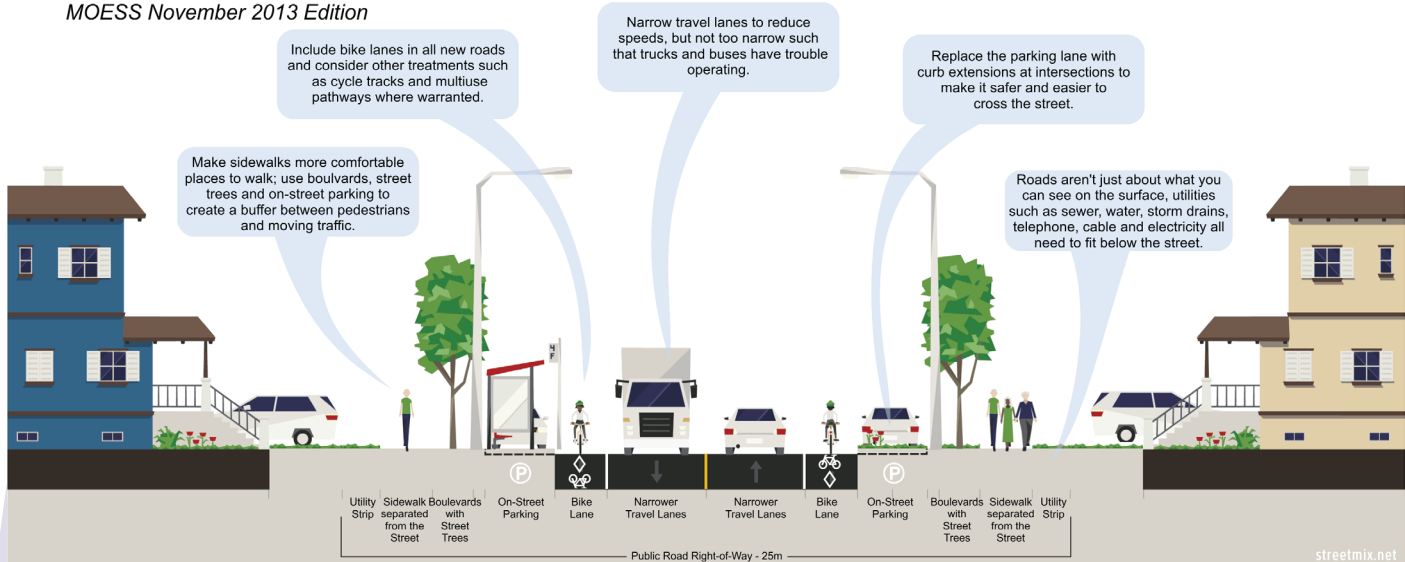 MOESS November 2013 Edition
Include bike lanes in all new roads
and consider other treatments such
as cycle tracks and multiuse
pathways where warranted.
Narrow travel lanes to reduce
speeds, but not too narrow such
that trucks and buses have trouble
operating.
Replace the parking lane with
curb extensions at intersections to
make it safer and easier to
cross the street.
Make sidewalks more comfortable
places to walk; use boulvards, street
trees and on-street parking to
create a buffer between pedestrians
and moving traffic.
Roads aren't just about what you
can see on the surface, utilities
such as sewer, water, storm drains,
telephone, cable and electricity all
need to fit below the street.
P
P
Utility
Strip
Sidewalk
separated
from the
Street
Boulevards
with
Street
Trees
On-Street
Parking
Bike
Lane
Narrower
Travel Lanes
Narrower
Travel Lanes
Bike
Lane
On-Street
Parking
Boulevards
with
Street
Trees
Sidewalk
separated
from the
Street
Utility
Strip
Public Road Right-of-Way - 25m
streetmix.net